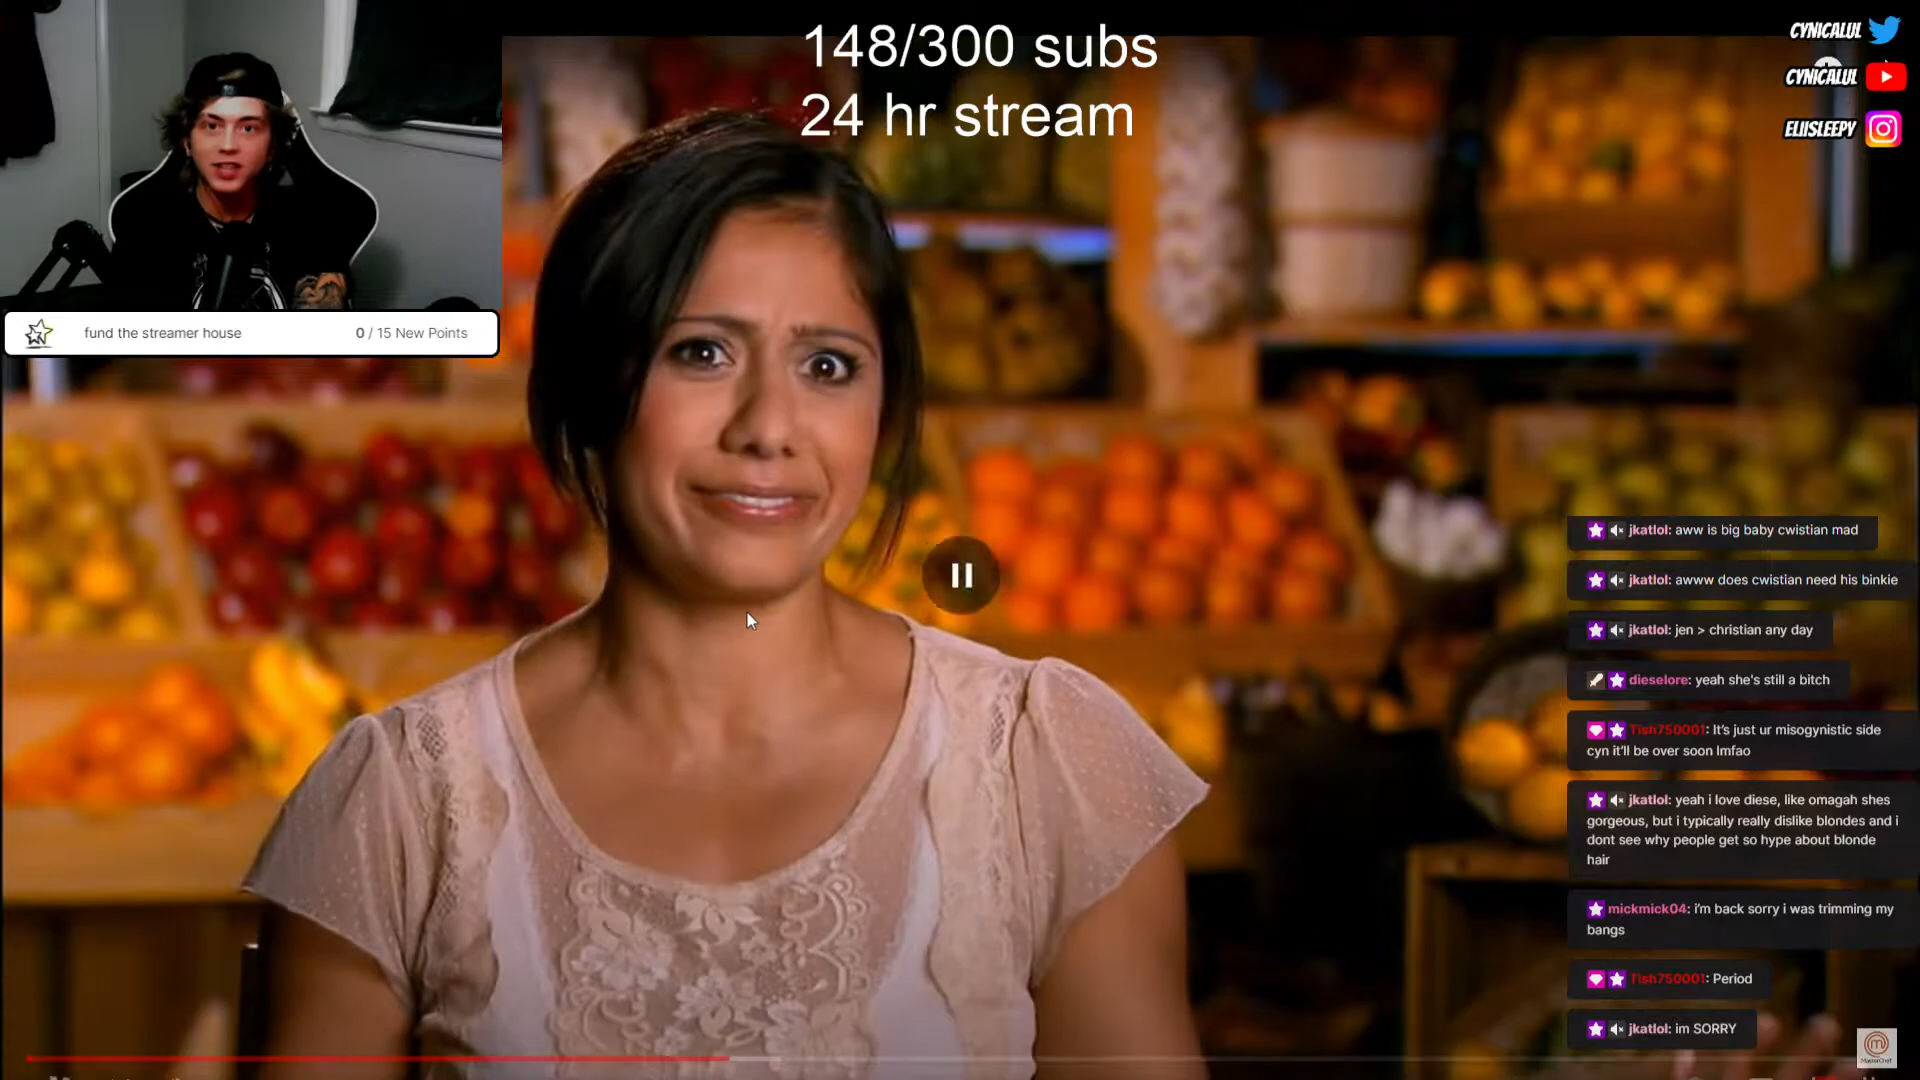 148/300 subs
24 hr stream
CYNICALUL
CYNICALUL
ELIISLEEPY
fund the streamer house 0 / 15 New Points
jkatlol: aww is big baby cwistian mad
jkatlol: awww does cwistian need his binkie
jkatlol: jen > christian any day
dieselore: yeah she's still a bitch
Tish750001: It's just ur misogynistic side
cyn it'll be over soon lmfao
jkatlol: yeah i love diese, like omagah shes
gorgeous, but i typically really dislike blondes and i
dont see why people get so hype about blonde
hair
mickmick04: i'm back sorry i was trimming my
bangs
Tish750001: Period
jkatlol: im SORRY
MasterChef